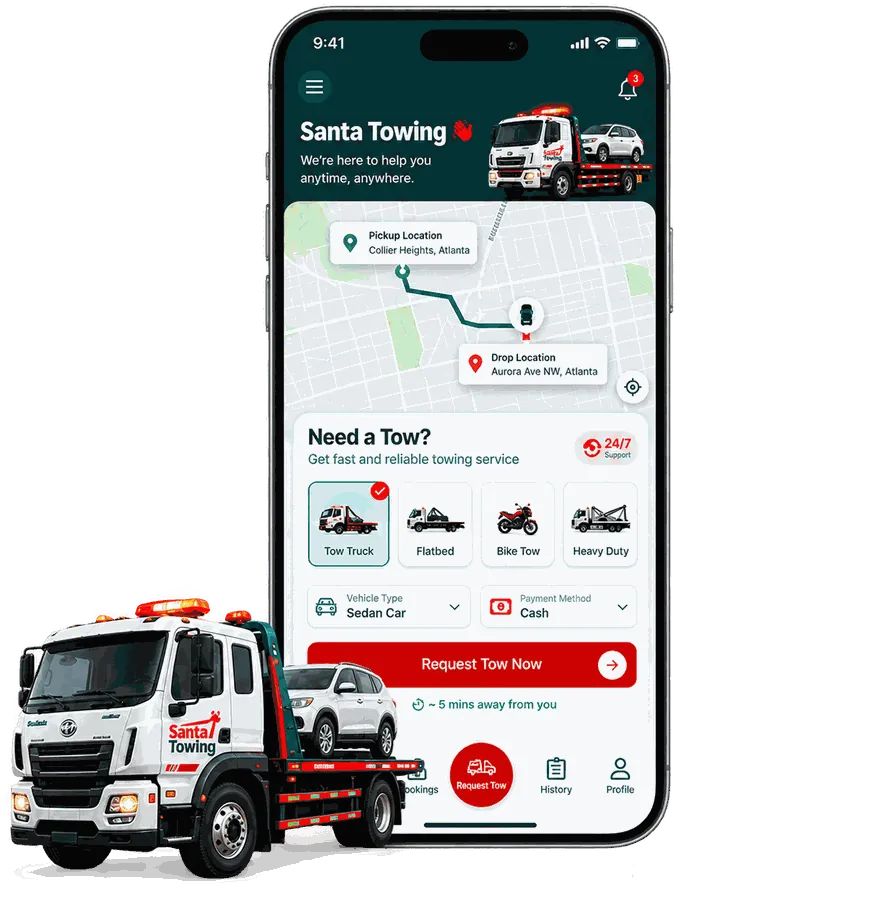 9:41
3
Santa Towing
We're here to help you
anytime, anywhere.
Santa
Towing
Pickup Location
Collier Heights, Atlanta
Drop Location
Aurora Ave NW, Atlanta
Need a Tow?
Get fast and reliable towing service
24/7
Support
Tow Truck
Flatbed
Bike Tow
Heavy Duty
Vehicle Type
Sedan Car
Payment Method
Cash
Request Tow Now
~ 5 mins away from you
Santa
Towing
ookings
Request Tow
History
Profile